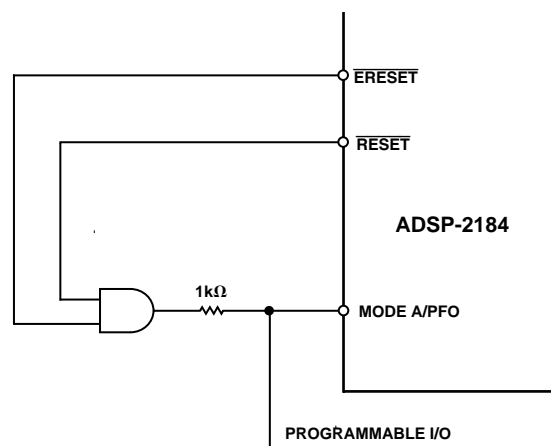 ERESET
RESET
ADSP-2184
1kΩ
MODE A/PFO
PROGRAMMABLE I/O